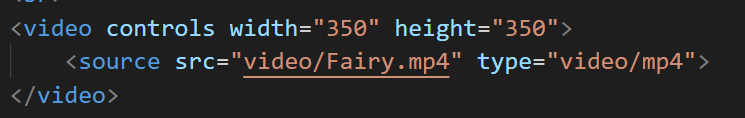 <video controls width="350" height="350">
    <source src="video/Fairy.mp4" type="video/mp4">
</video>